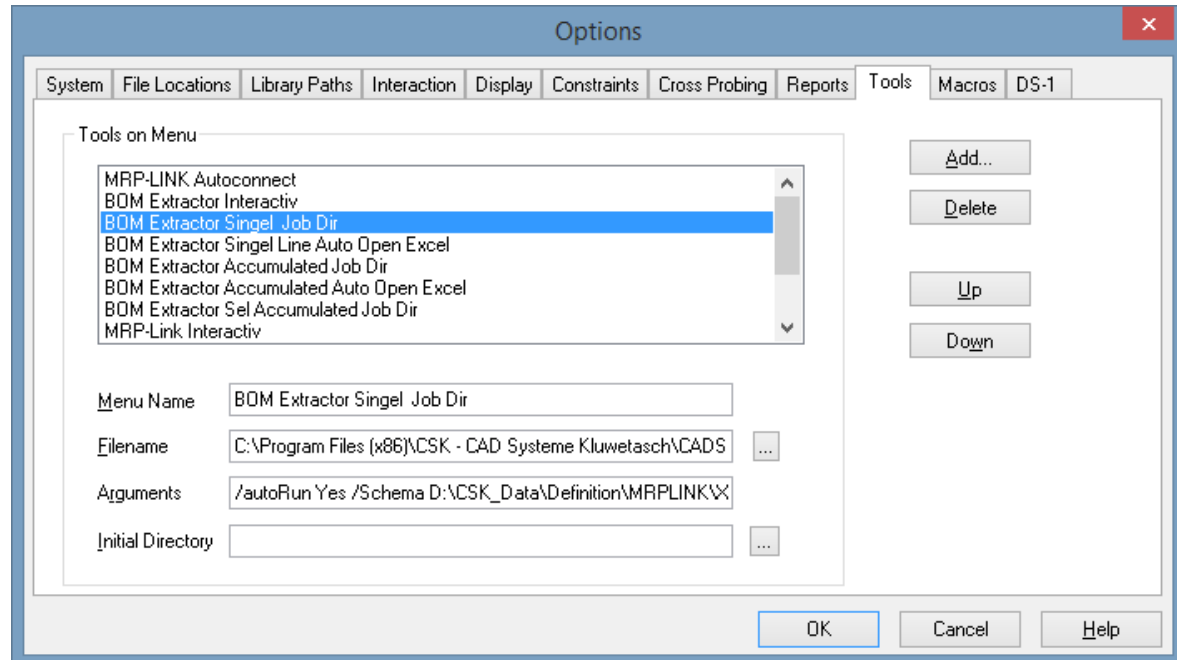 Options
System File Locations Library Paths Interaction Display Constraints Cross Probing Reports Tools Macros DS-1
Tools on Menu
MRP-LINK Autoconnect
BOM Extractor Interactiv
BOM Extractor Singel Job Dir
BOM Extractor Singel Line Auto Open Excel
BOM Extractor Accumulated Job Dir
BOM Extractor Accumulated Auto Open Excel
BOM Extractor Sel Accumulated Job Dir
MRP-Link Interactiv
Add...
Delete
Up
Down
Menu Name BOM Extractor Singel Job Dir
Filename C:\Program Files (x86)\CSK - CAD Systeme Kluwetasch\CADS ...
Arguments /autoRun Yes /Schema D:\CSK_Data\Definition\MRPLINK\X
Initial Directory ...
OK Cancel Help